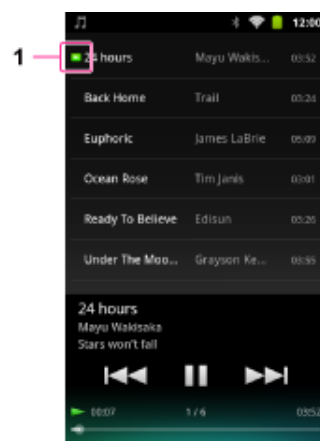 12:00
1
24 hours Mayu Wakis... 03:52
Back Home Trail 03:24
Euphoric James LaBrie 05:09
Ocean Rose Tim Janis 03:01
Ready To Believe Edisun 03:26
Under The Moo... Grayson Ke... 03:55
24 hours
Mayu Wakisaka
Stars won't fall
00:07 1 / 6 03:52